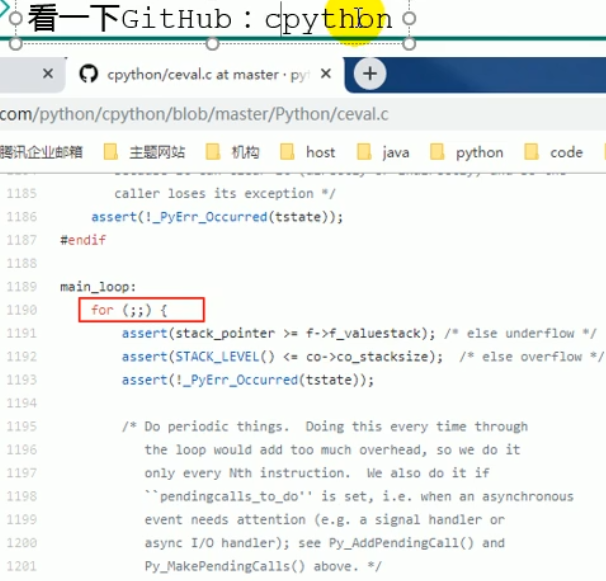 看一下GitHub：cpython
cpython/ceval.c at master · py
com/python/cpython/blob/master/Python/ceval.c
腾讯企业邮箱 主题网站 机构 host java python code
1185 caller loses its exception */
1186 assert(!_PyErr_Occurred(tstate));
1187 #endif
1188
1189 main_loop:
1190 for (;;) {
1191 assert(stack_pointer >= f->f_valuestack); /* else underflow */
1192 assert(STACK_LEVEL() <= co->co_stacksize); /* else overflow */
1193 assert(!_PyErr_Occurred(tstate));
1194
1195 /* Do periodic things. Doing this every time through
1196 the loop would add too much overhead, so we do it
1197 only every Nth instruction. We also do it if
1198 ``pendingcalls_to_do'' is set, i.e. when an asynchronous
1199 event needs attention (e.g. a signal handler or
1200 async I/O handler); see Py_AddPendingCall() and
1201 Py_MakePendingCalls() above. */